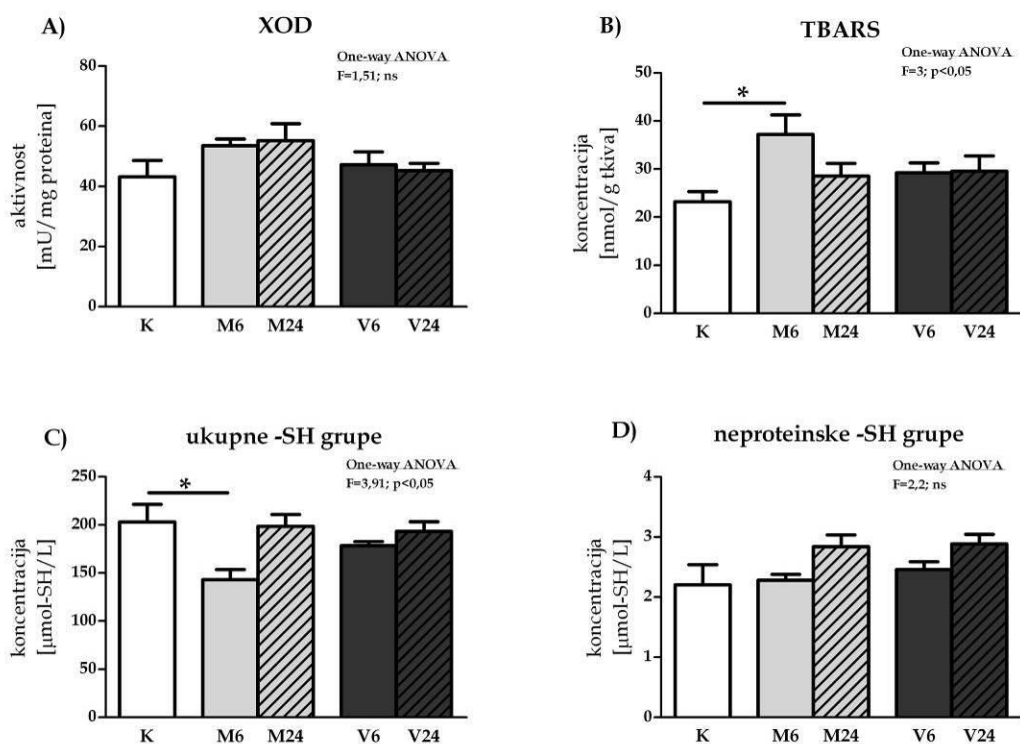 A)
XOD
One-way ANOVA
F=1,51; ns
aktivnost
[mU/mg proteina]
80
60
40
20
0
K M6 M24 V6 V24
B)
TBARS
One-way ANOVA
F=3; p<0,05
koncentracija
[nmol/g tkiva]
50
40
30
20
10
0
*
K M6 M24 V6 V24
C)
ukupne -SH grupe
One-way ANOVA
F=3,91; p<0,05
koncentracija
[µmol-SH/L]
250
200
150
100
50
0
*
K M6 M24 V6 V24
D)
neproteinske -SH grupe
One-way ANOVA
F=2,2; ns
koncentracija
[µmol-SH/L]
4
3
2
1
0
K M6 M24 V6 V24